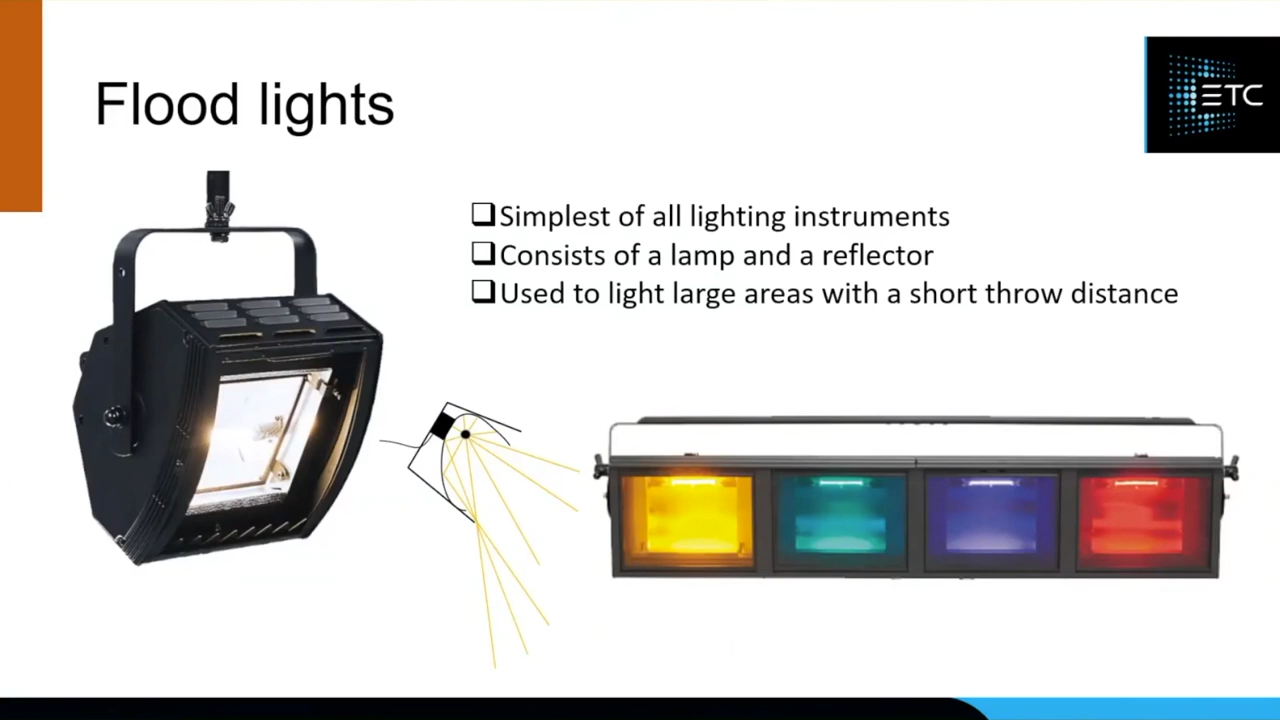 Flood lights
ETC
❑Simplest of all lighting instruments
❑Consists of a lamp and a reflector
❑Used to light large areas with a short throw distance